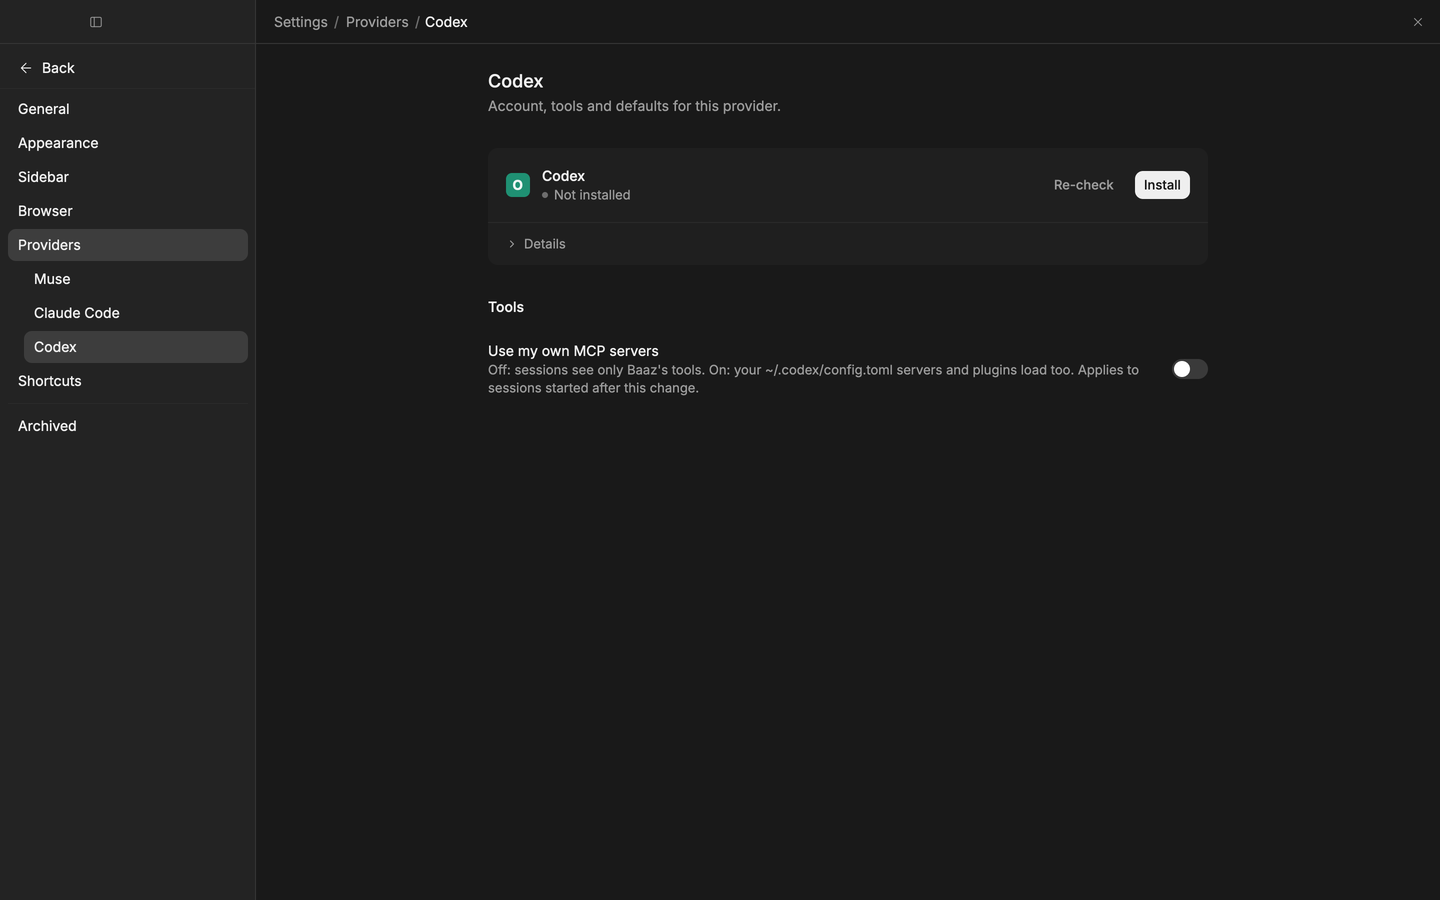 Settings / Providers / Codex
Back
General
Appearance
Sidebar
Browser
Providers
Muse
Claude Code
Codex
Shortcuts
Archived
Codex
Account, tools and defaults for this provider.
O
Codex
Not installed
Re-check
Install
Details
Tools
Use my own MCP servers
Off: sessions see only Baaz's tools. On: your ~/.codex/config.toml servers and plugins load too. Applies to
sessions started after this change.